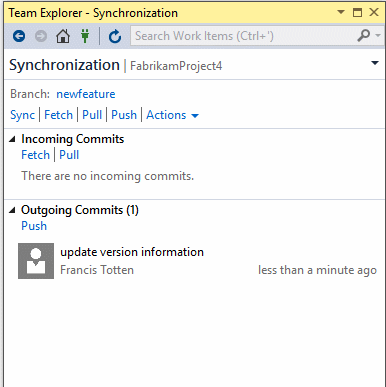 Team Explorer - Synchronization
Search Work Items (Ctrl+')
Synchronization | FabrikamProject4
Branch: newfeature
Sync | Fetch | Pull | Push | Actions
Incoming Commits
Fetch | Pull
There are no incoming commits.
Outgoing Commits (1)
Push
update version information
Francis Totten less than a minute ago